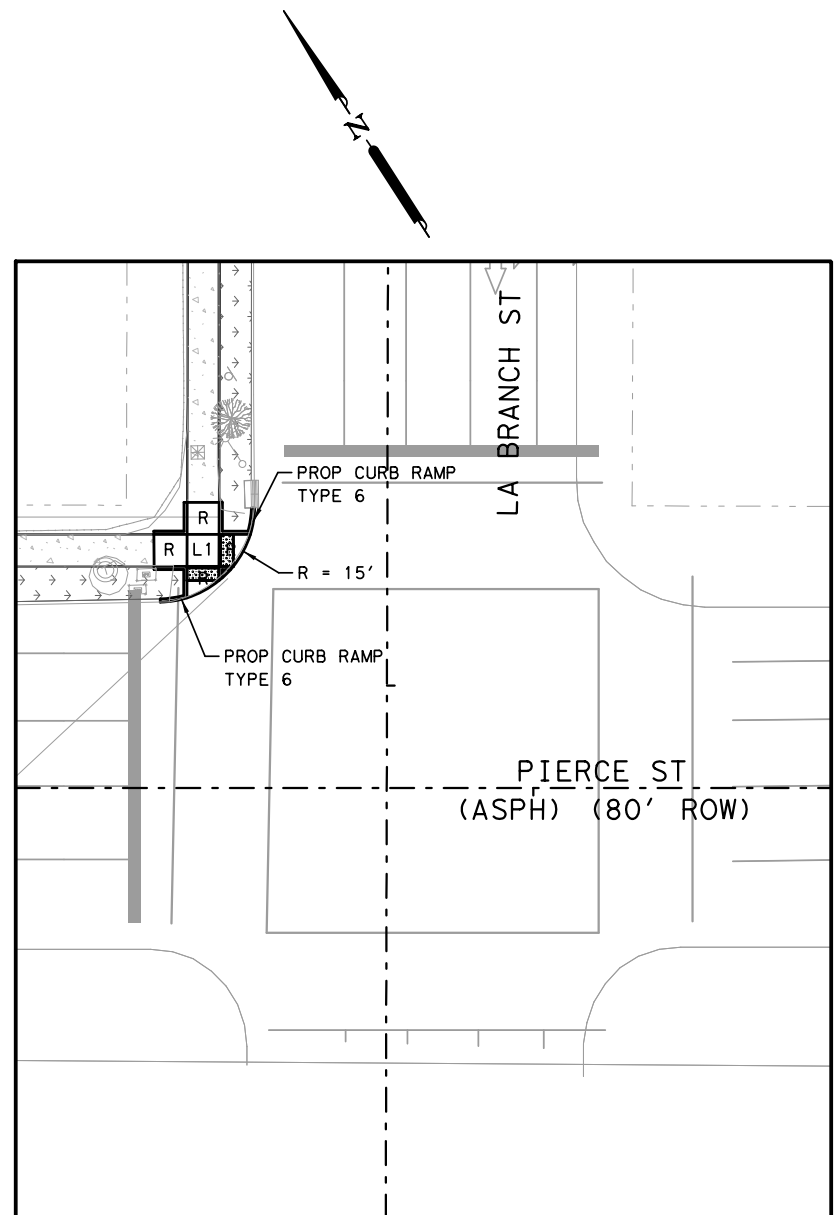 N
LA BRANCH ST
PROP CURB RAMP
TYPE 6
R
R L1 R
R
R = 15'
PROP CURB RAMP
TYPE 6
PIERCE ST
(ASPH) (80' ROW)